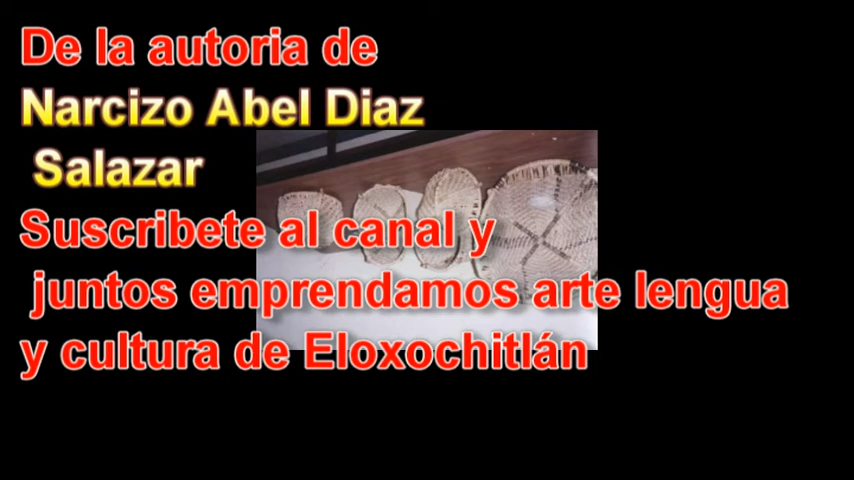 De la autoria de
Narcizo Abel Diaz
Salazar
Suscribete al canal y
juntos emprendamos arte lengua
y cultura de Eloxochitlán